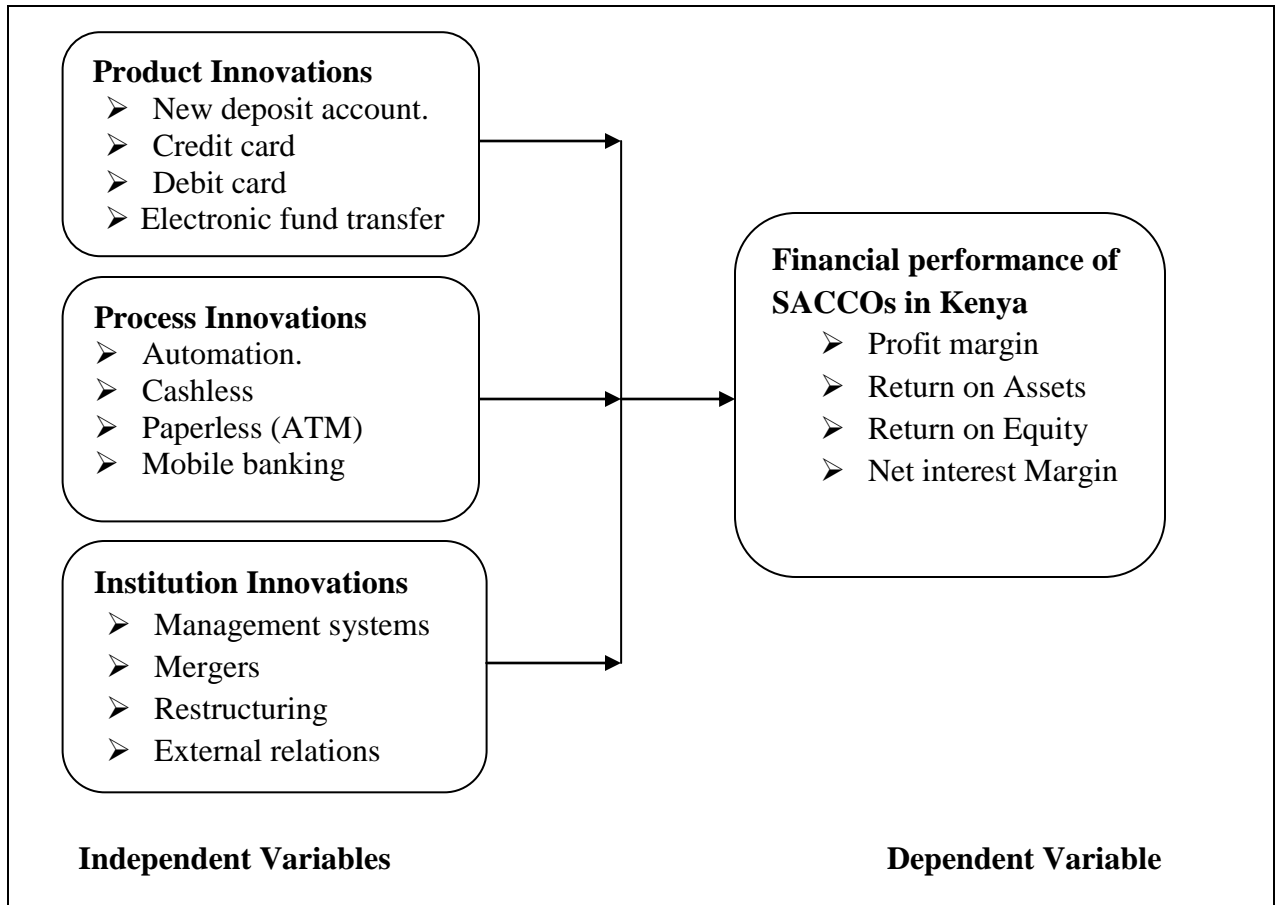 Product Innovations
➢ New deposit account.
➢ Credit card
➢ Debit card
➢ Electronic fund transfer
Process Innovations
➢ Automation.
➢ Cashless
➢ Paperless (ATM)
➢ Mobile banking
Institution Innovations
➢ Management systems
➢ Mergers
➢ Restructuring
➢ External relations
Financial performance of
SACCOs in Kenya
➢ Profit margin
➢ Return on Assets
➢ Return on Equity
➢ Net interest Margin
Independent Variables
Dependent Variable